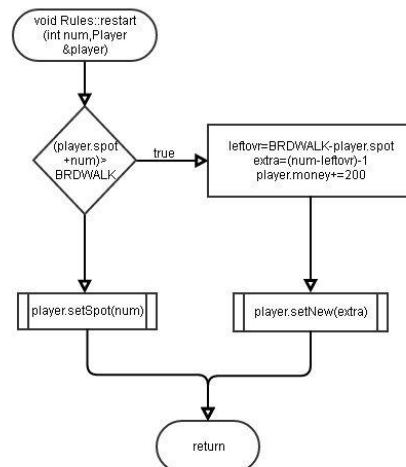 void Rules::restart
(int num,Player
&player)
(player.spot
+num)>
BRDWALK
true
leftovr=BRDWALK-player.spot
extra=(num-leftovr)-1
player.money+=200
player.setSpot(num)
player.setNew(extra)
return